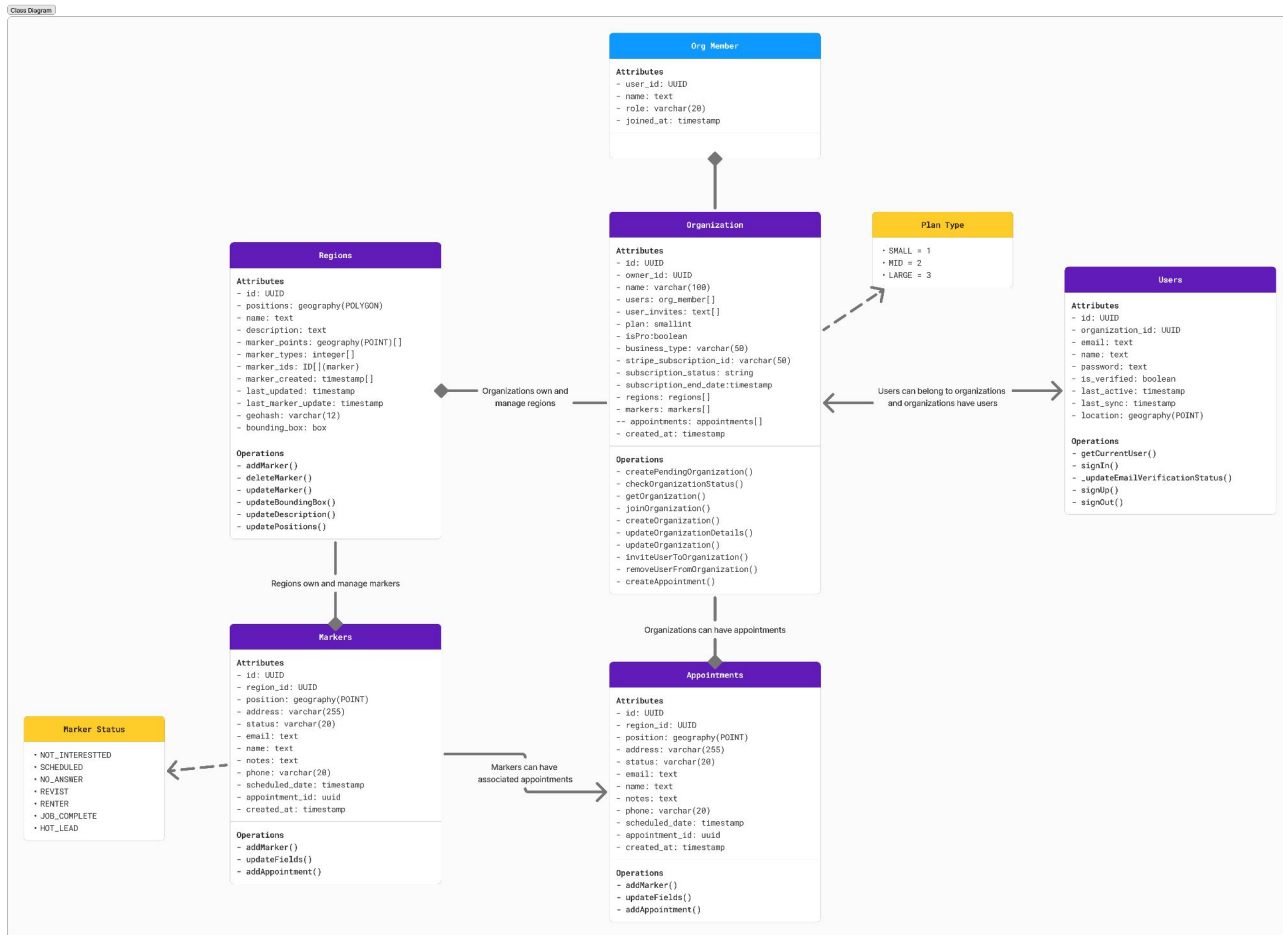 Class Diagram
Org Member
Attributes
- user_id: UUID
- name: text
- role: varchar(20)
- joined_at: timestamp
Organization
Attributes
- id: UUID
- owner_id: UUID
- name: varchar(100)
- users: org_member[]
- user_invites: text[]
- plan: smallint
- isPro:boolean
- business_type: varchar(50)
- stripe_subscription_id: varchar(50)
- subscription_status: string
- subscription_end_date:timestamp
- regions: regions[]
- markers: markers[]
-- appointments: appointments[]
- created_at: timestamp
Operations
- createPendingOrganization()
- checkOrganizationStatus()
- getOrganization()
- joinOrganization()
- createOrganization()
- updateOrganizationDetails()
- updateOrganization()
- inviteUserToOrganization()
- removeUserFromOrganization()
- createAppointment()
Plan Type
• SMALL = 1
• MID = 2
• LARGE = 3
Users
Attributes
- id: UUID
- organization_id: UUID
- email: text
- name: text
- password: text
- is_verified: boolean
- last_active: timestamp
- last_sync: timestamp
- location: geography(POINT)
Operations
- getCurrentUser()
- signIn()
- _updateEmailVerificationStatus()
- signUp()
- signOut()
Users can belong to organizations
and organizations have users
Regions
Attributes
- id: UUID
- positions: geography(POLYGON)
- name: text
- description: text
- marker_points: geography(POINT)[]
- marker_types: integer[]
- marker_ids: ID[](marker)
- marker_created: timestamp[]
- last_updated: timestamp
- last_marker_update: timestamp
- geohash: varchar(12)
- bounding_box: box
Operations
- addMarker()
- deleteMarker()
- updateMarker()
- updateBoundingBox()
- updateDescription()
- updatePositions()
Organizations own and
manage regions
Regions own and manage markers
Organizations can have appointments
Markers
Attributes
- id: UUID
- region_id: UUID
- position: geography(POINT)
- address: varchar(255)
- status: varchar(20)
- email: text
- name: text
- notes: text
- phone: varchar(20)
- scheduled_date: timestamp
- appointment_id: uuid
- created_at: timestamp
Operations
- addMarker()
- updateFields()
- addAppointment()
Marker Status
• NOT_INTERESTTED
• SCHEDULED
• NO_ANSWER
• REVIST
• RENTER
• JOB_COMPLETE
• HOT_LEAD
Markers can have
associated appointments
Appointments
Attributes
- id: UUID
- region_id: UUID
- position: geography(POINT)
- address: varchar(255)
- status: varchar(20)
- email: text
- name: text
- notes: text
- phone: varchar(20)
- scheduled_date: timestamp
- appointment_id: uuid
- created_at: timestamp
Operations
- addMarker()
- updateFields()
- addAppointment()